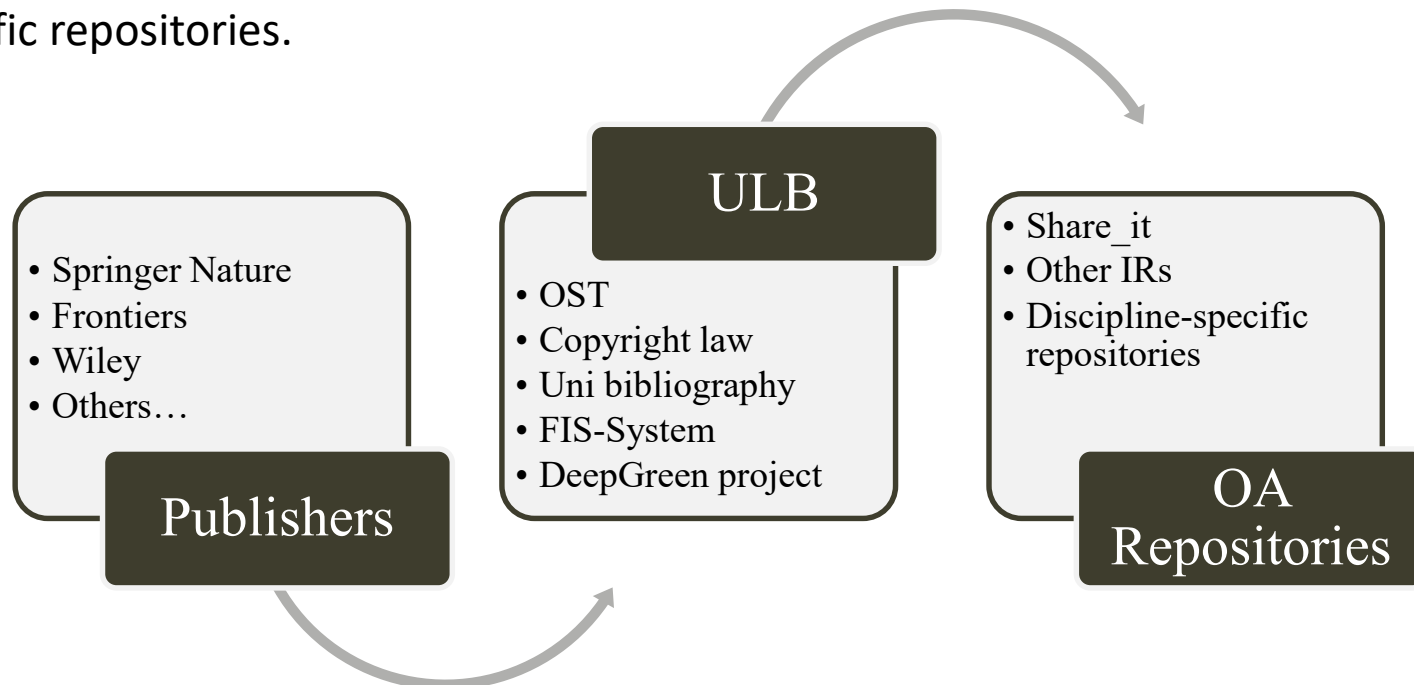 fic repositories.
• Springer Nature
• Frontiers
• Wiley
• Others…
Publishers
ULB
• OST
• Copyright law
• Uni bibliography
• FIS-System
• DeepGreen project
• Share_it
• Other IRs
• Discipline-specific
repositories
OA
Repositories